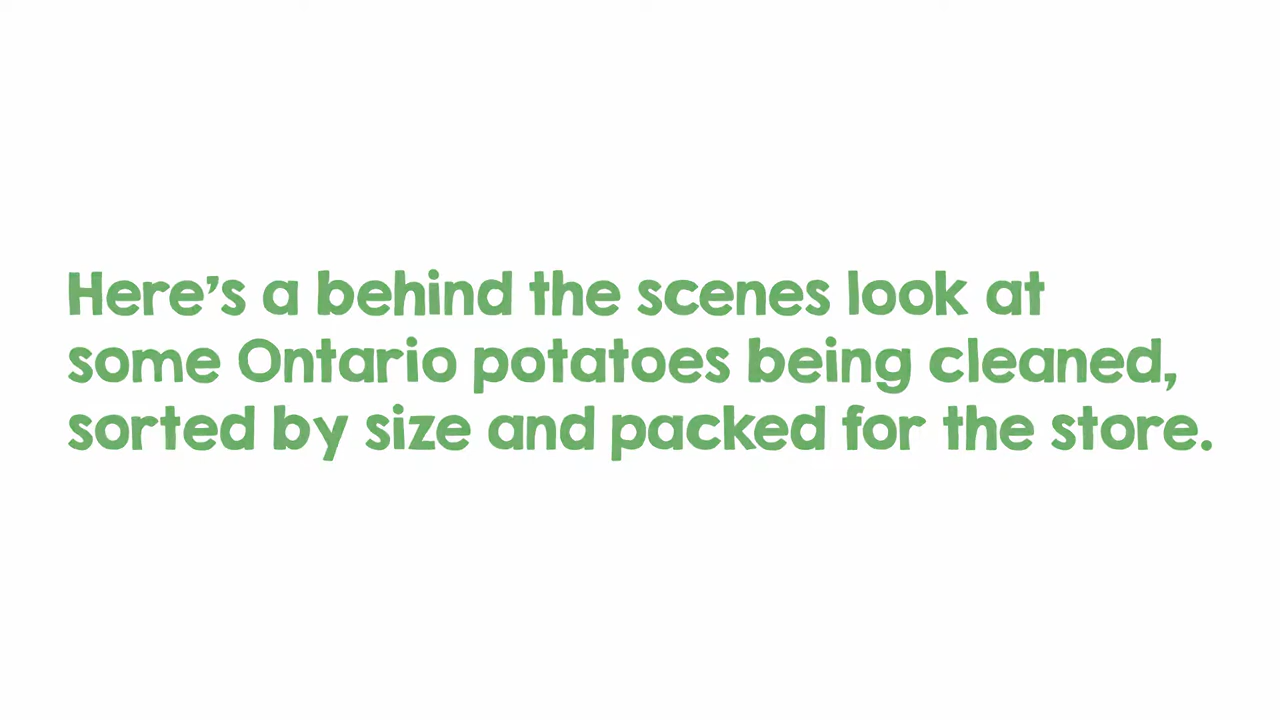 Here’s a behind the scenes look at
some Ontario potatoes being cleaned,
sorted by size and packed for the store.